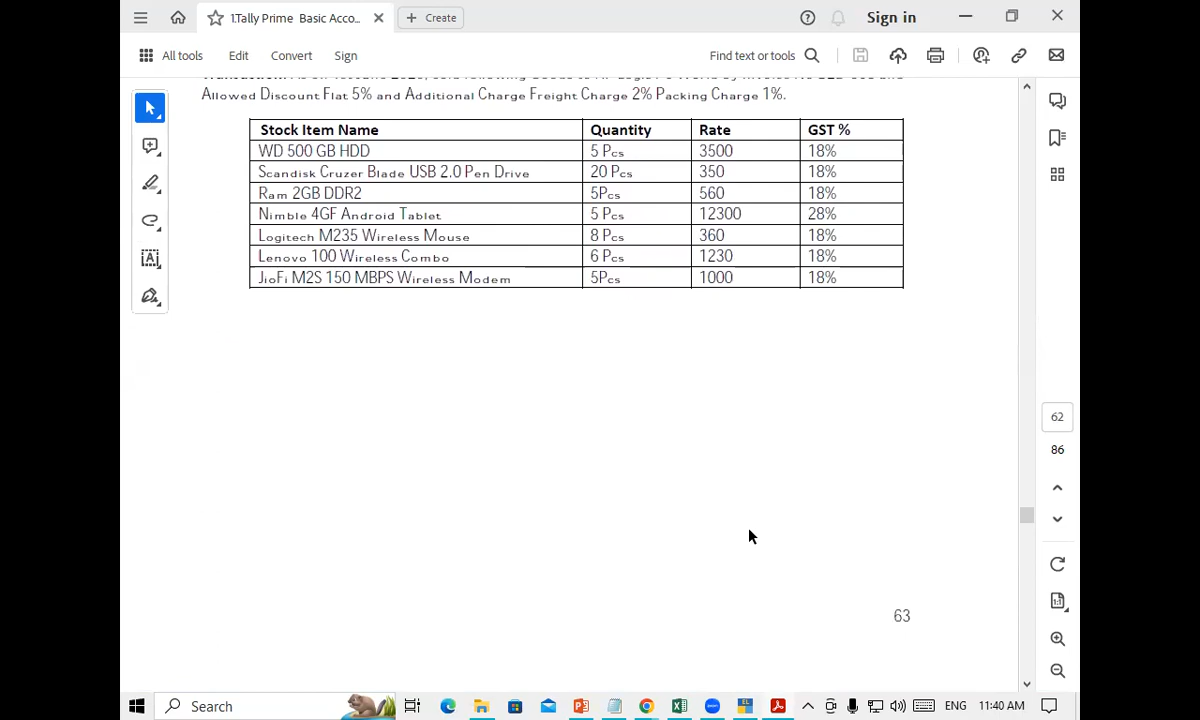 1.Tally Prime Basic Acco...
Create
Sign in
All tools Edit Convert Sign
Find text or tools
Allowed Discount Flat 5% and Additional Charge Freight Charge 2% Packing Charge 1%.
Stock Item Name Quantity Rate GST %
WD 500 GB HDD 5 Pcs 3500 18%
Scandisk Cruzer Blade USB 2.0 Pen Drive 20 Pcs 350 18%
Ram 2GB DDR2 5Pcs 560 18%
Nimble 4GF Android Tablet 5 Pcs 12300 28%
Logitech M235 Wireless Mouse 8 Pcs 360 18%
Lenovo 100 Wireless Combo 6 Pcs 1230 18%
JioFi M2S 150 MBPS Wireless Modem 5Pcs 1000 18%
62
86
63
Search
ENG 11:40 AM